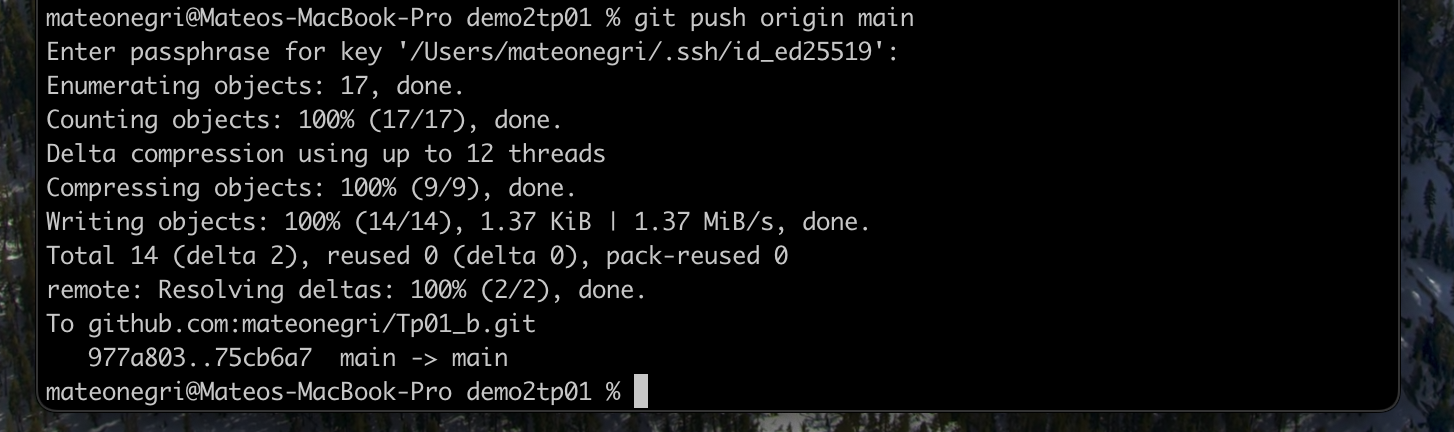 mateonegri@Mateos-MacBook-Pro demo2tp01 % git push origin main
Enter passphrase for key '/Users/mateonegri/.ssh/id_ed25519':
Enumerating objects: 17, done.
Counting objects: 100% (17/17), done.
Delta compression using up to 12 threads
Compressing objects: 100% (9/9), done.
Writing objects: 100% (14/14), 1.37 KiB | 1.37 MiB/s, done.
Total 14 (delta 2), reused 0 (delta 0), pack-reused 0
remote: Resolving deltas: 100% (2/2), done.
To github.com:mateonegri/Tp01_b.git
   977a803..75cb6a7  main -> main
mateonegri@Mateos-MacBook-Pro demo2tp01 %